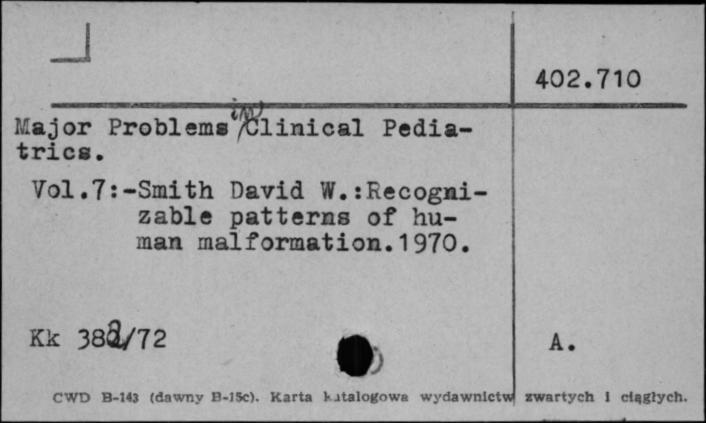 402.710
Major Problems in Clinical Pedia-
trics.
Vol.7:-Smith David W.:Recogni-
zable patterns of hu-
man malformation.1970.
Kk 382/72
A.
CWD B-143 (dawny B-15c). Karta katalogowa wydawnictw zwartych i ciągłych.